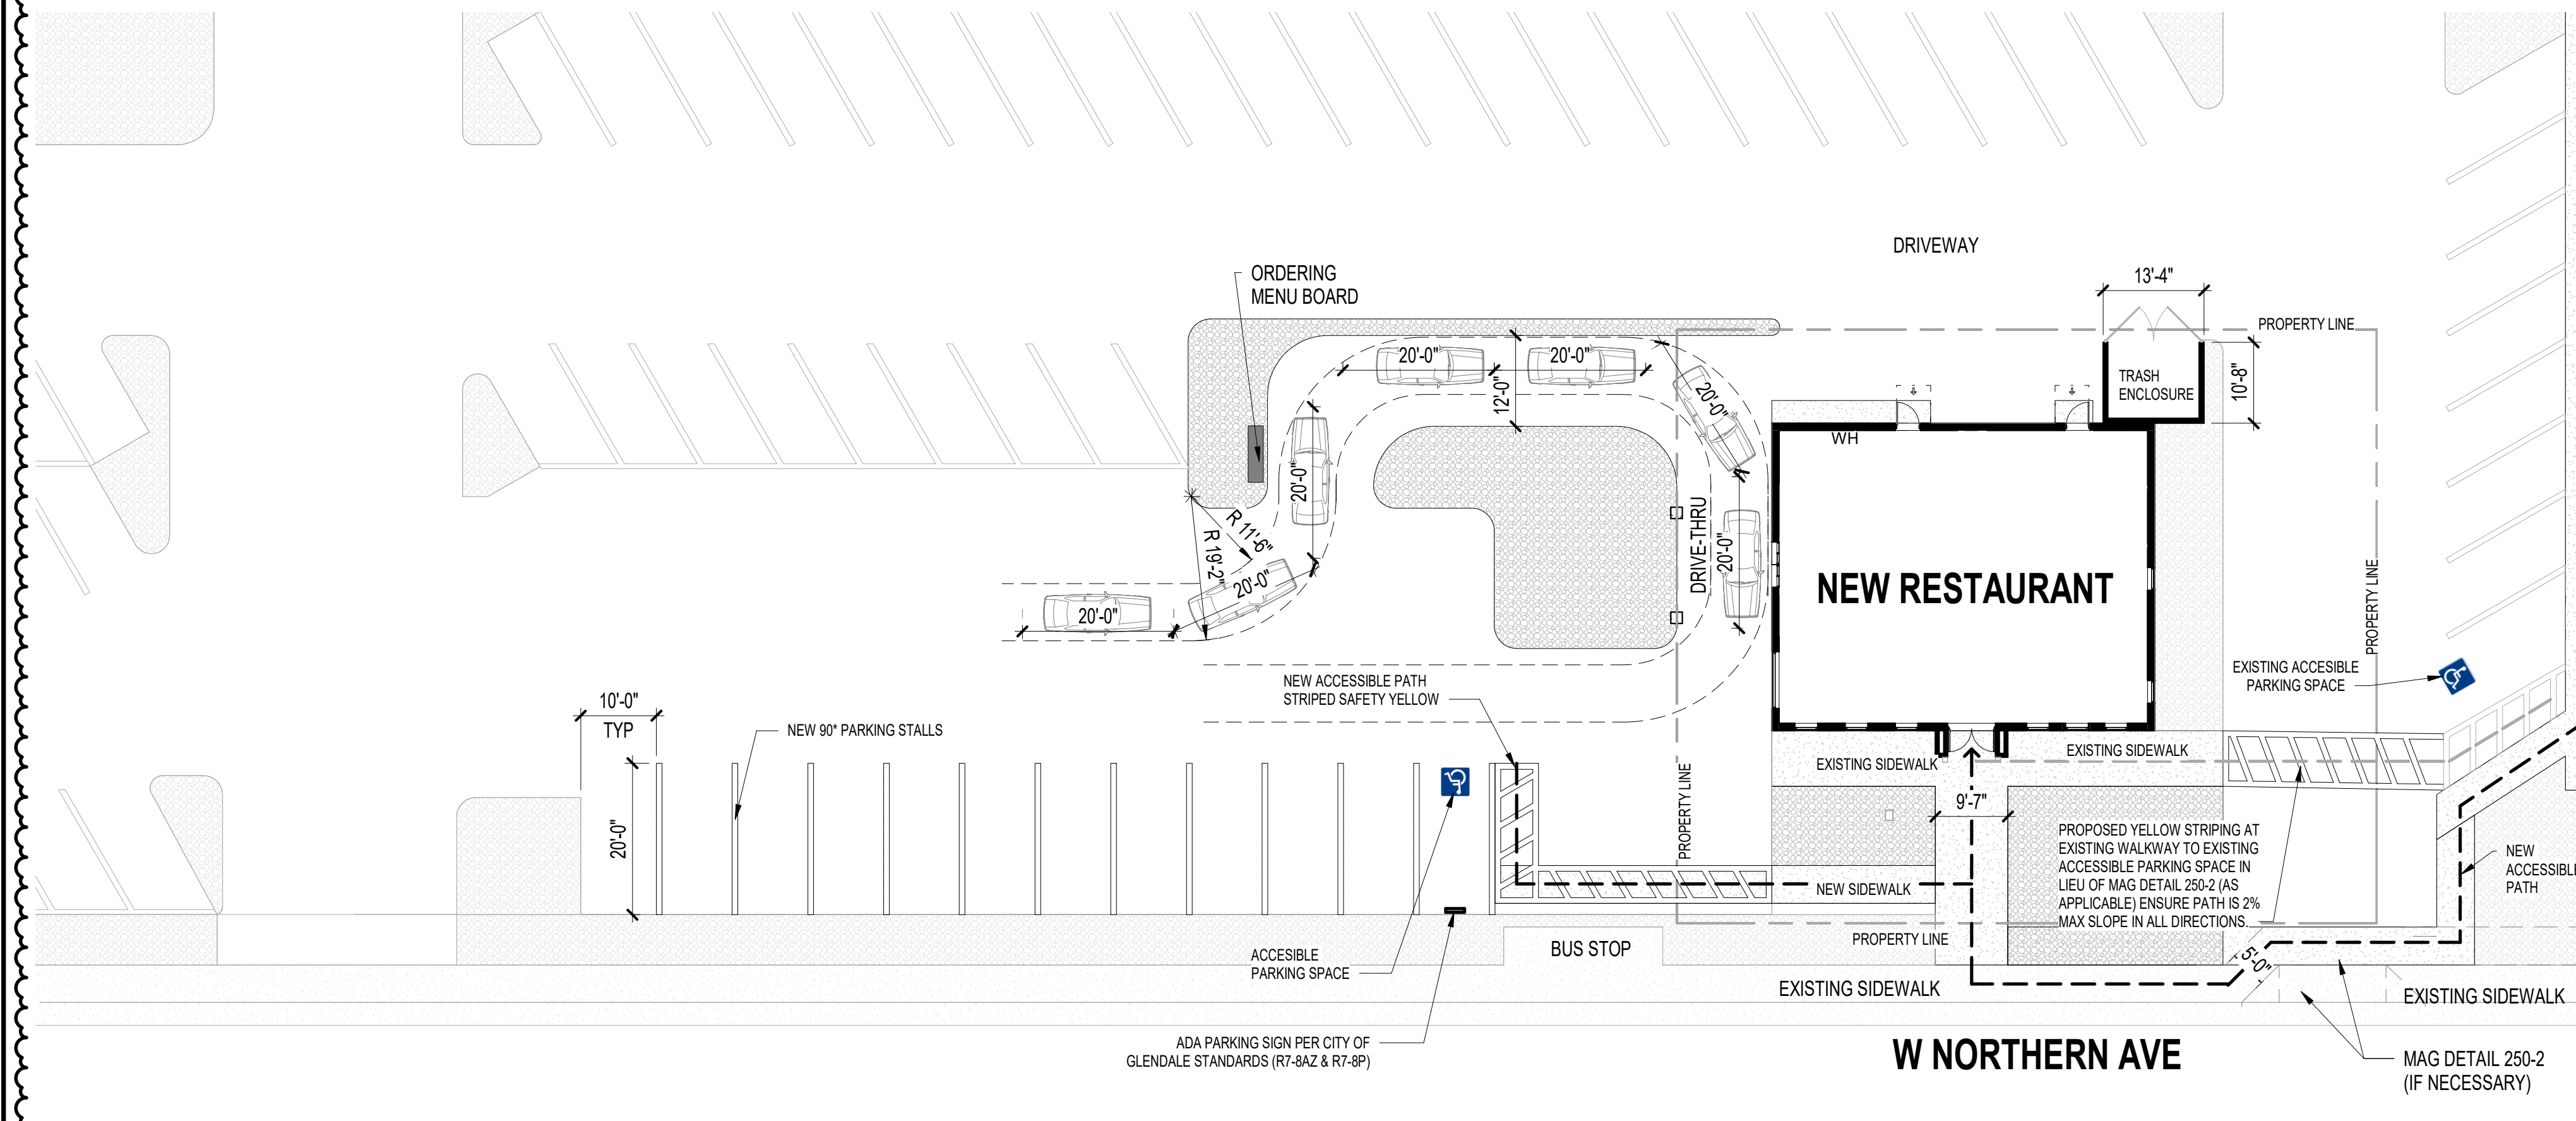 DRIVEWAY
ORDERING
MENU BOARD
13'-4"
PROPERTY LINE
20'-0"
20'-0"
12'-0"
20'-0"
TRASH
ENCLOSURE
10'-8"
WH
20'-0"
R 11'-6"
R 19'-2"
20'-0"
20'-0"
DRIVE-THRU
20'-0"
NEW RESTAURANT
PROPERTY LINE
NEW ACCESSIBLE PATH
STRIPED SAFETY YELLOW
EXISTING ACCESIBLE
PARKING SPACE
10'-0"
TYP
NEW 90* PARKING STALLS
20'-0"
PROPERTY LINE
EXISTING SIDEWALK
EXISTING SIDEWALK
9'-7"
PROPOSED YELLOW STRIPING AT
EXISTING WALKWAY TO EXISTING
ACCESSIBLE PARKING SPACE IN
LIEU OF MAG DETAIL 250-2 (AS
APPLICABLE) ENSURE PATH IS 2%
MAX SLOPE IN ALL DIRECTIONS.
NEW
ACCESSIBLE
PATH
NEW SIDEWALK
PROPERTY LINE
BUS STOP
ACCESIBLE
PARKING SPACE
5'-0"
EXISTING SIDEWALK
EXISTING SIDEWALK
ADA PARKING SIGN PER CITY OF
GLENDALE STANDARDS (R7-8AZ & R7-8P)
W NORTHERN AVE
MAG DETAIL 250-2
(IF NECESSARY)